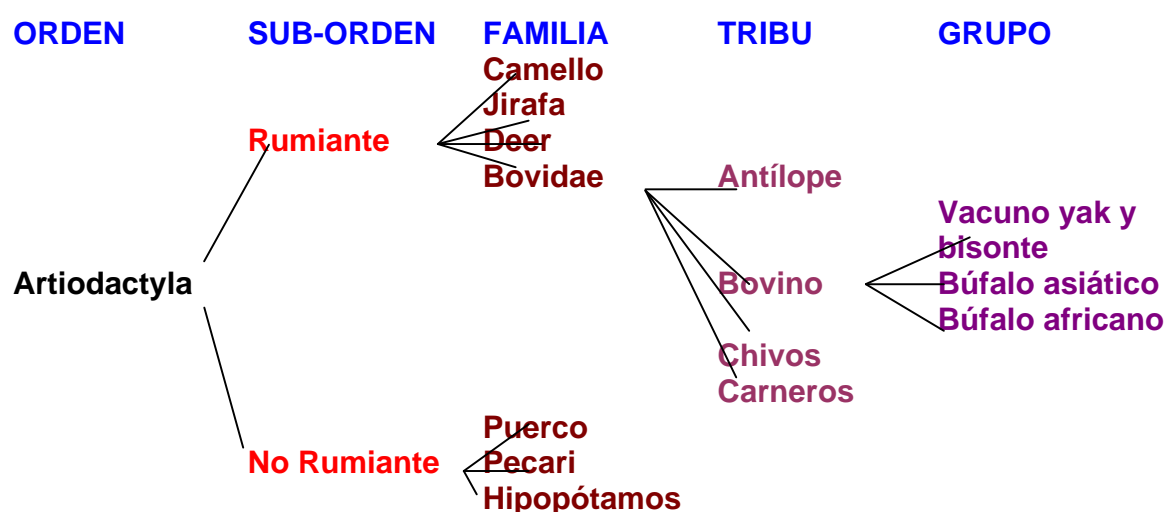 ORDEN SUB-ORDEN FAMILIA TRIBU GRUPO
Camello
Jirafa
Rumiante Deer
Bovidae Antílope
Vacuno yak y
bisonte
Artiodactyla Bovino Búfalo asiático
Búfalo africano
Chivos
Carneros
Puerco
No Rumiante Pecari
Hipopótamos